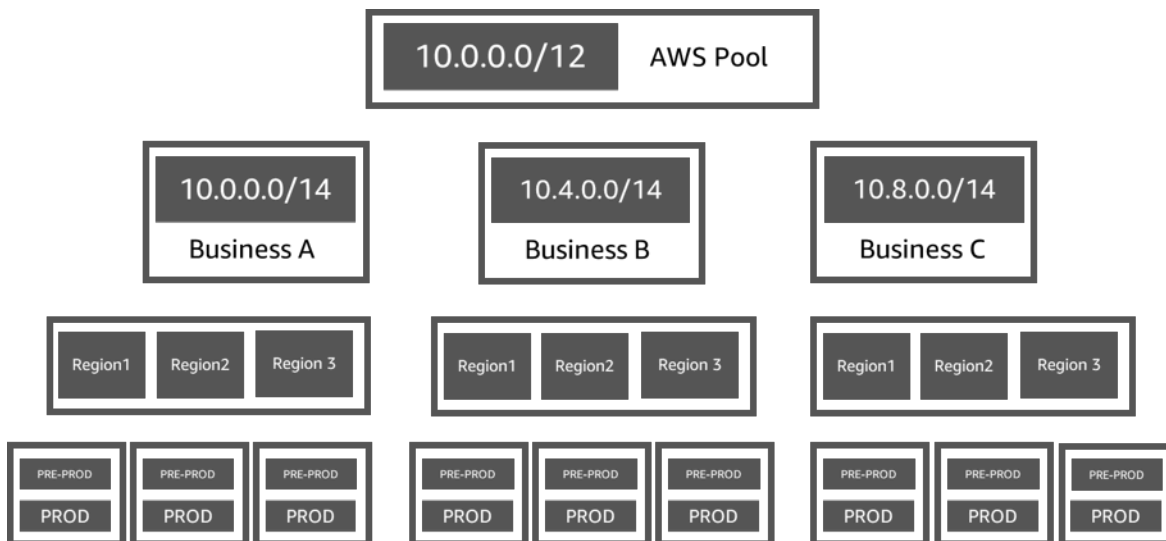 10.0.0.0/12 AWS Pool
10.0.0.0/14
Business A
10.4.0.0/14
Business B
10.8.0.0/14
Business C
Region1 Region2 Region 3
Region1 Region2 Region 3
Region1 Region2 Region 3
PRE-PROD PRE-PROD PRE-PROD
PROD PROD PROD
PRE-PROD PRE-PROD PRE-PROD
PROD PROD PROD
PRE-PROD PRE-PROD PRE-PROD
PROD PROD PROD